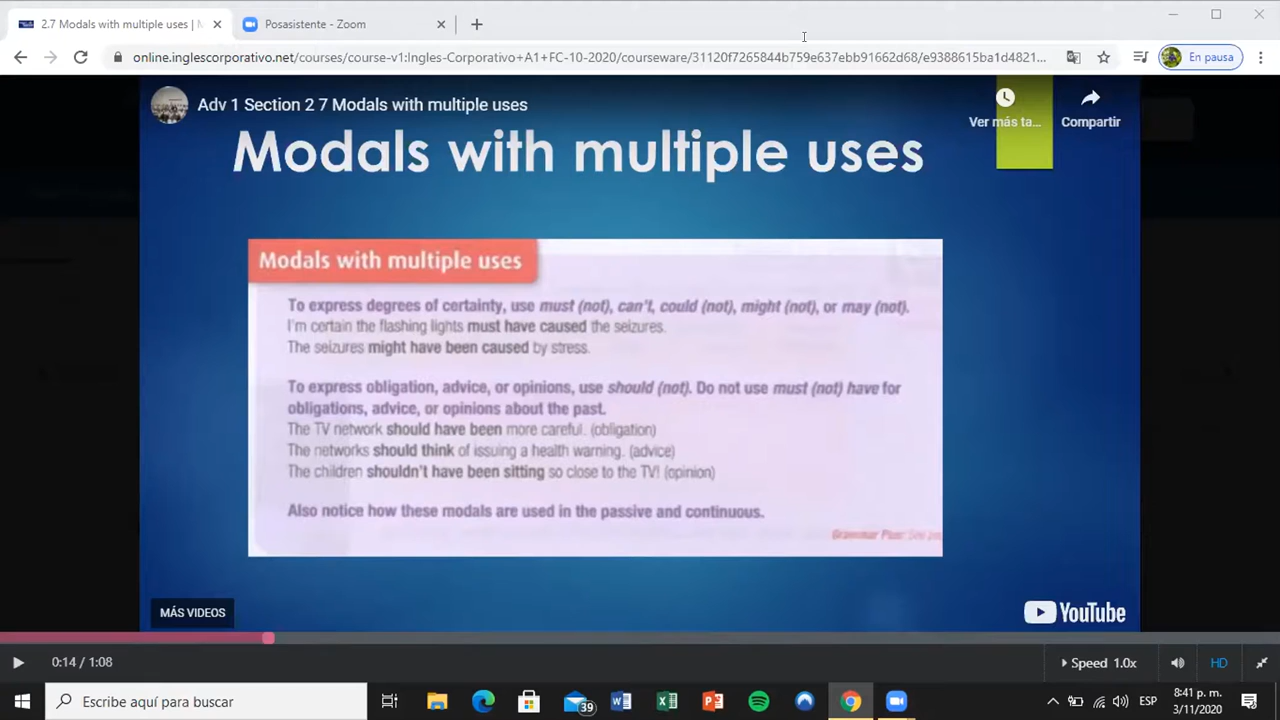 2.7 Modals with multiple uses | M
Posasistente - Zoom
online.inglescorporativo.net/courses/course-v1:Ingles-Corporativo+A1+FC-10-2020/courseware/31120f7265844b759e637ebb91662d68/e9388615ba1d4821...
En pausa
Adv 1 Section 2 7 Modals with multiple uses
Ver más ta...
Compartir
Modals with multiple uses
Modals with multiple uses
To express degrees of certainty, use must (not), can't, could (not), might (not), or may (not).
I'm certain the flashing lights must have caused the seizures.
The seizures might have been caused by stress.
To express obligation, advice, or opinions, use should (not). Do not use must (not) have for
obligations, advice, or opinions about the past.
The TV network should have been more careful. (obligation)
The networks should think of issuing a health warning. (advice)
The children shouldn't have been sitting so close to the TV! (opinion)
Also notice how these modals are used in the passive and continuous.
Grammar Plus: See
MÁS VIDEOS
YouTube
0:14 / 1:08
Speed 1.0x
HD
Escribe aquí para buscar
39
ESP
8:41 p. m.
3/11/2020